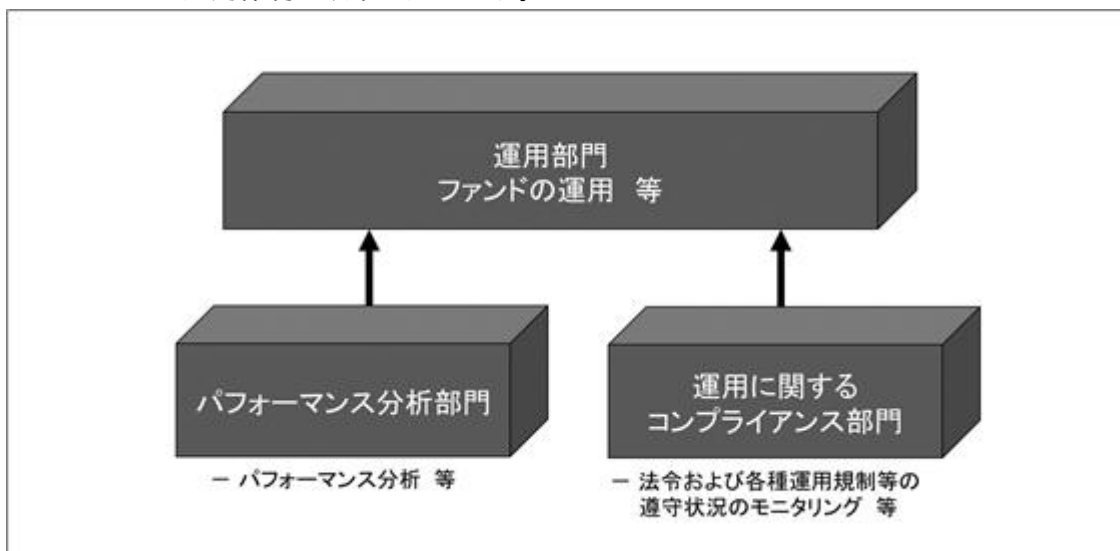 運用部門
ファンドの運用 等
パフォーマンス分析部門
運用に関する
コンプライアンス部門
－ パフォーマンス分析 等
－ 法令および各種運用規制等の
遵守状況のモニタリング 等